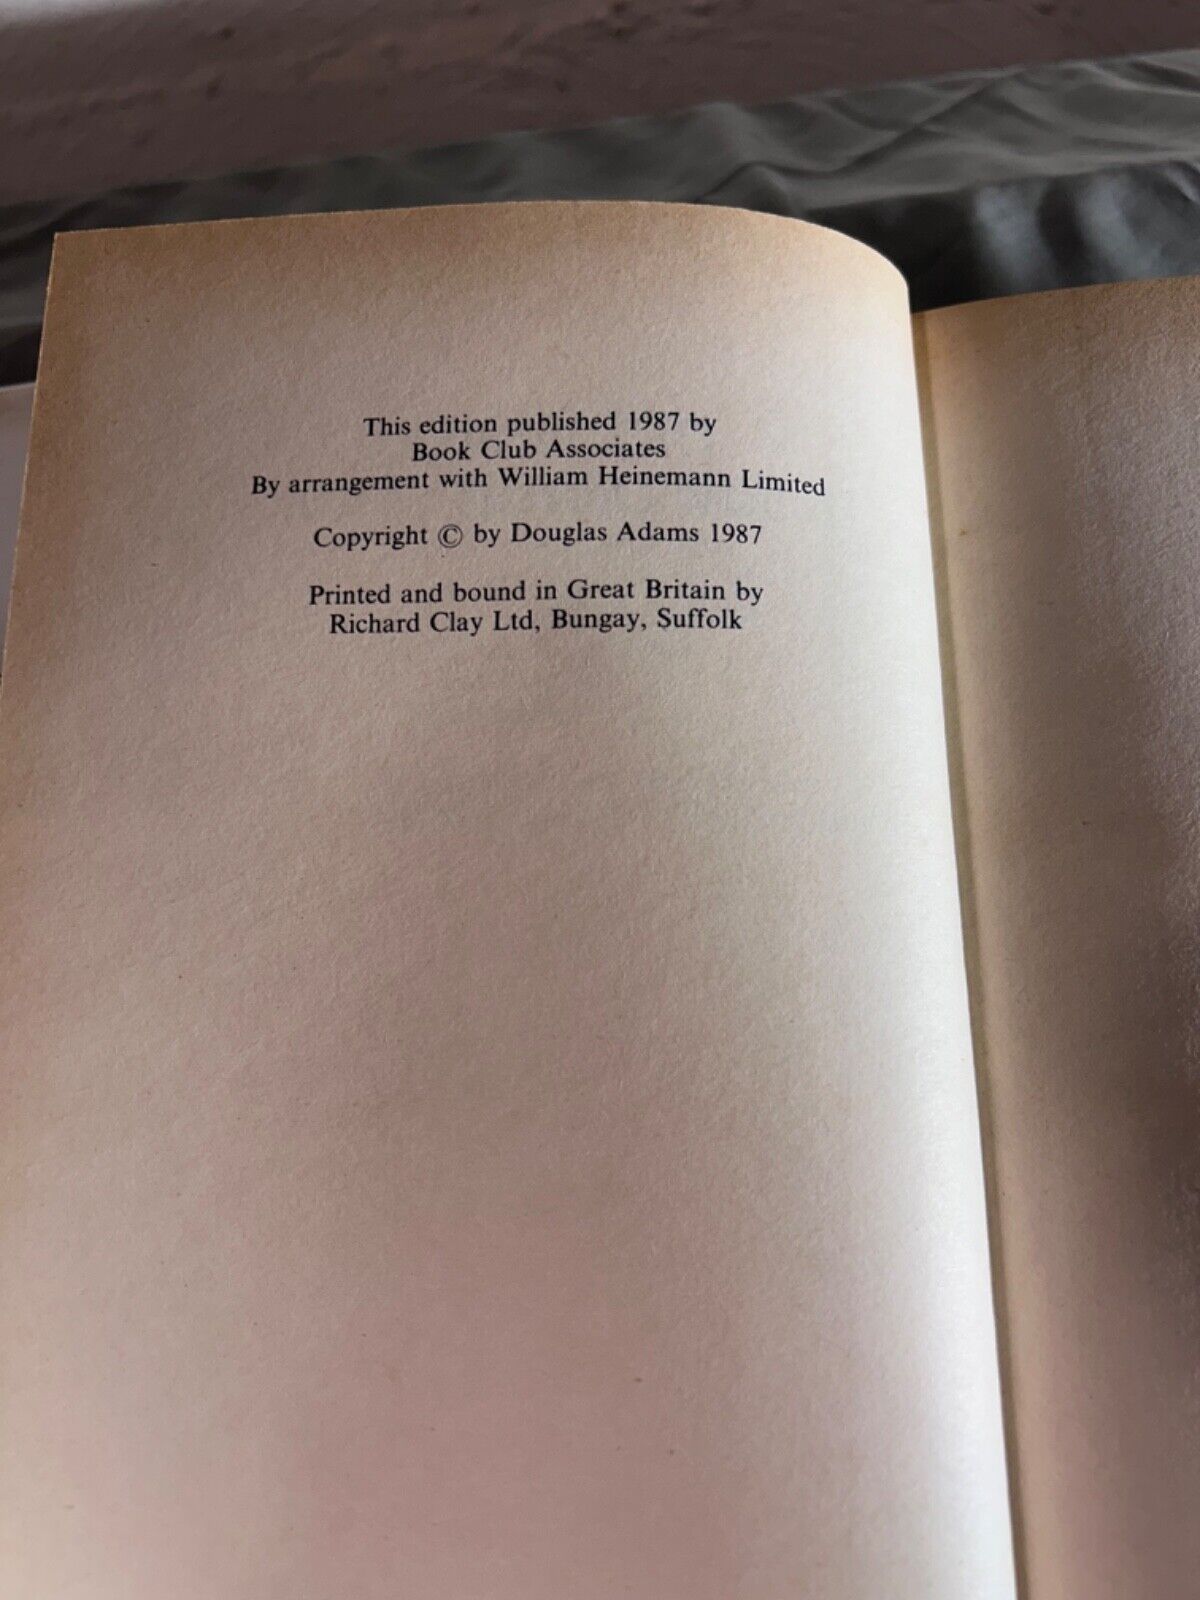 This edition published 1987 by
Book Club Associates
By arrangement with William Heinemann Limited
Copyright © by Douglas Adams 1987
Printed and bound in Great Britain by
Richard Clay Ltd, Bungay, Suffolk